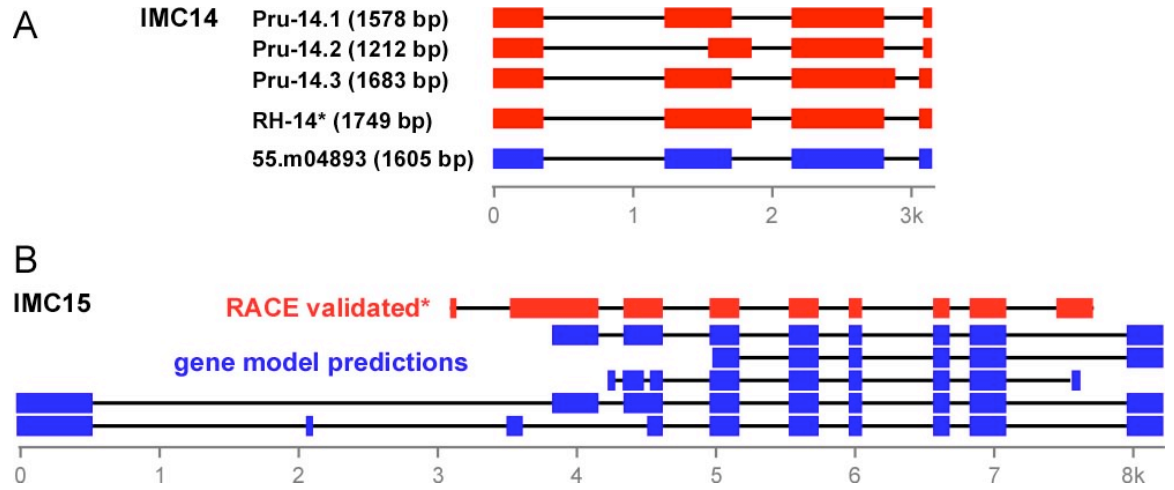 A
IMC14
Pru-14.1 (1578 bp)
Pru-14.2 (1212 bp)
Pru-14.3 (1683 bp)
RH-14* (1749 bp)
55.m04893 (1605 bp)
0 1 2 3k
B
IMC15
RACE validated*
gene model predictions
0 1 2 3 4 5 6 7 8k